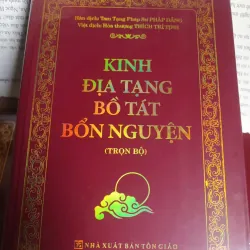 Hán dịch: Tam Tạng Pháp Sư PHÁP ĐĂNG
Việt dịch: Hòa thượng THÍCH TRÍ TỊNH
KINH
ĐỊA TẠNG
BỒ TÁT
BỔN NGUYỆN
(TRỌN BỘ)
NHÀ XUẤT BẢN TÔN GIÁO